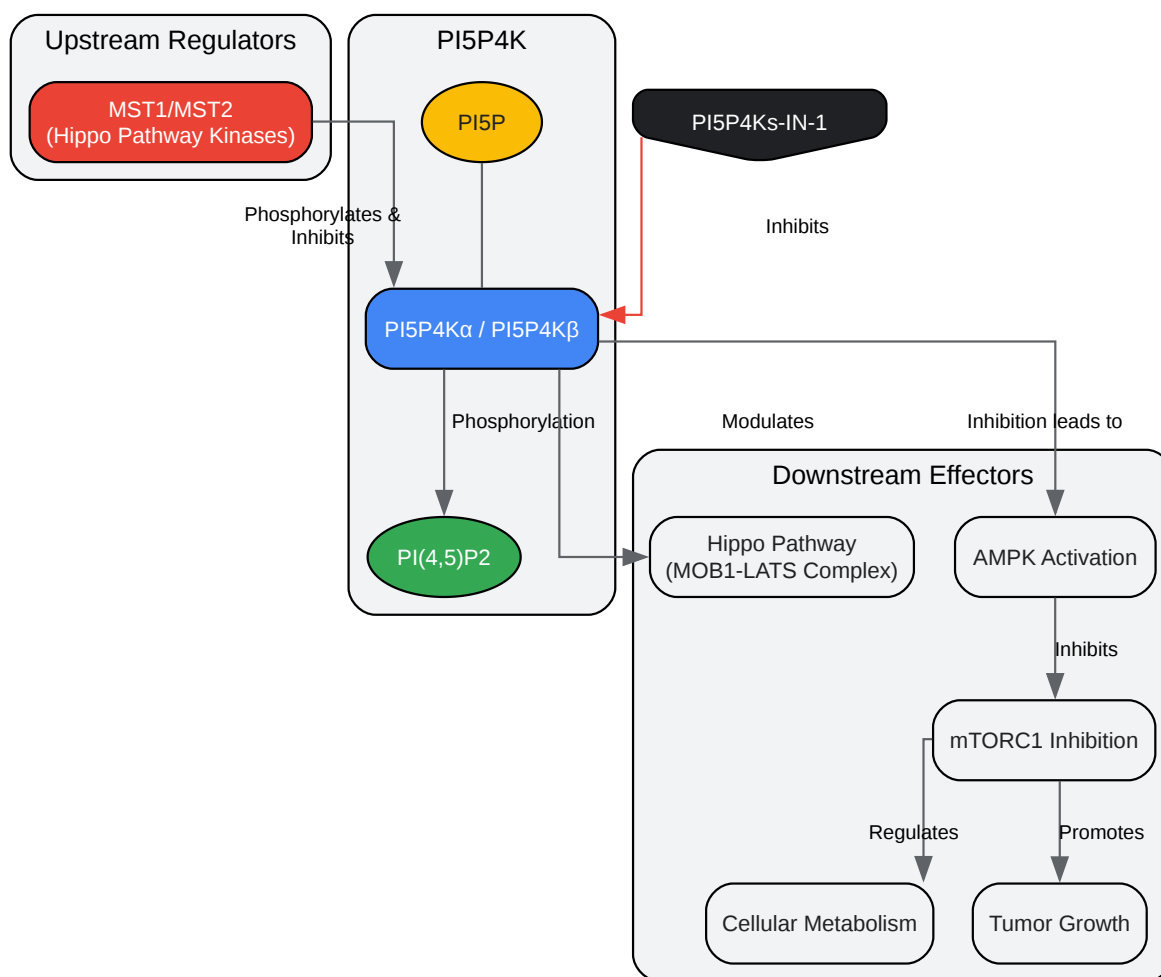 Upstream Regulators
PI5P4K
MST1/MST2
(Hippo Pathway Kinases)
PI5P
PI5P4Ks-IN-1
Phosphorylates &
Inhibits
Inhibits
PI5P4Kα / PI5P4Kβ
Phosphorylation
Modulates
Inhibition leads to
Downstream Effectors
PI(4,5)P2
Hippo Pathway
(MOB1-LATS Complex)
AMPK Activation
Inhibits
mTORC1 Inhibition
Regulates
Promotes
Cellular Metabolism
Tumor Growth